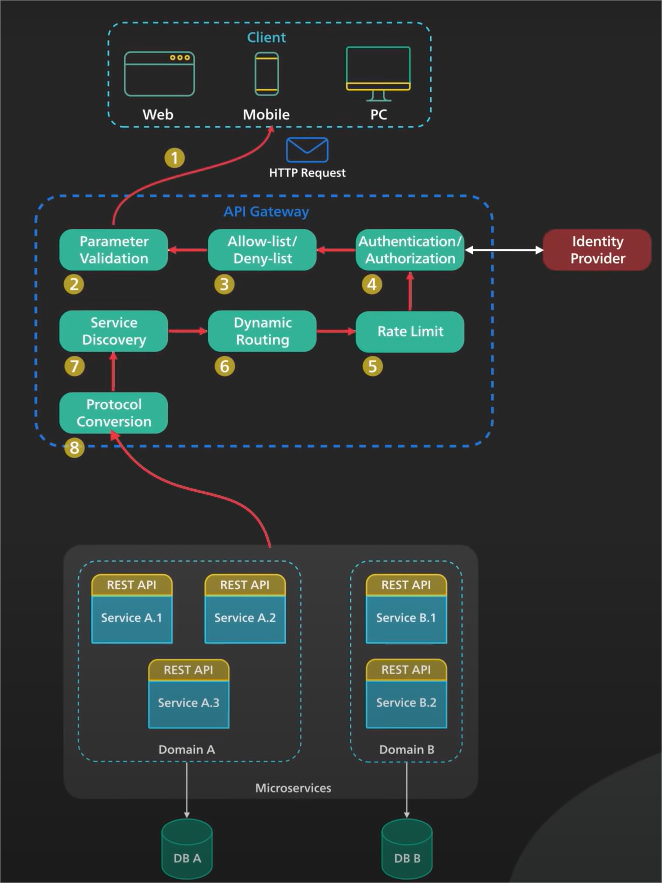 Client
Web
Mobile
PC
1
HTTP Request
API Gateway
Parameter
Validation
Allow-list/
Deny-list
Authentication/
Authorization
Identity
Provider
2
3
4
Service
Discovery
Dynamic
Routing
Rate Limit
7
6
5
Protocol
Conversion
8
REST API
Service A.1
REST API
Service A.2
REST API
Service B.1
REST API
Service A.3
REST API
Service B.2
Domain A
Domain B
Microservices
DB A
DB B